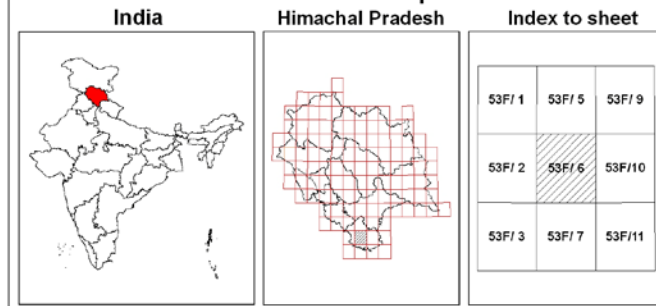 India
Himachal Pradesh
Index to sheet
53F/ 1 53F/ 5 53F/ 9
53F/ 2 53F/ 6 53F/10
53F/ 3 53F/ 7 53F/11